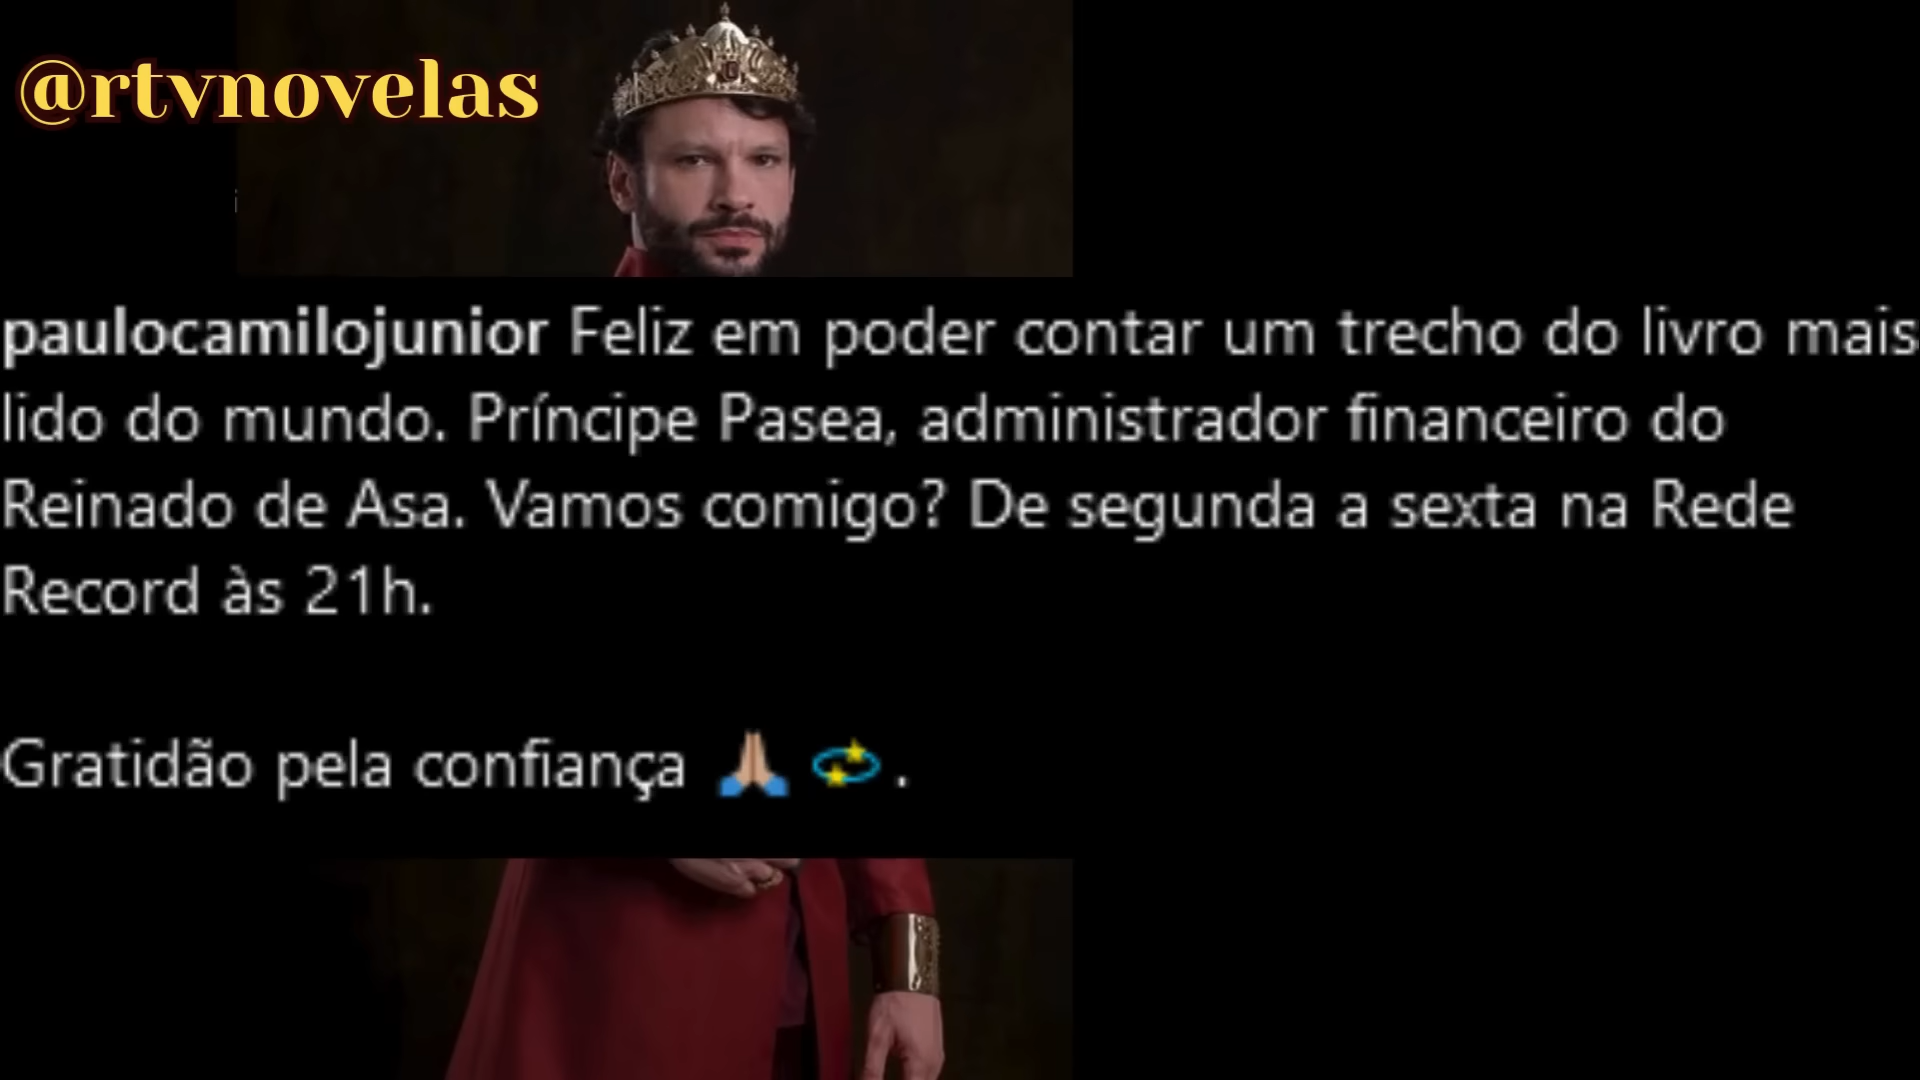 @rtvnovelas
paulocamilojunior Feliz em poder contar um trecho do livro mais
lido do mundo. Príncipe Pasea, administrador financeiro do
Reinado de Asa. Vamos comigo? De segunda a sexta na Rede
Record às 21h.
Gratidão pela confiança 🙏🏼 💫 .